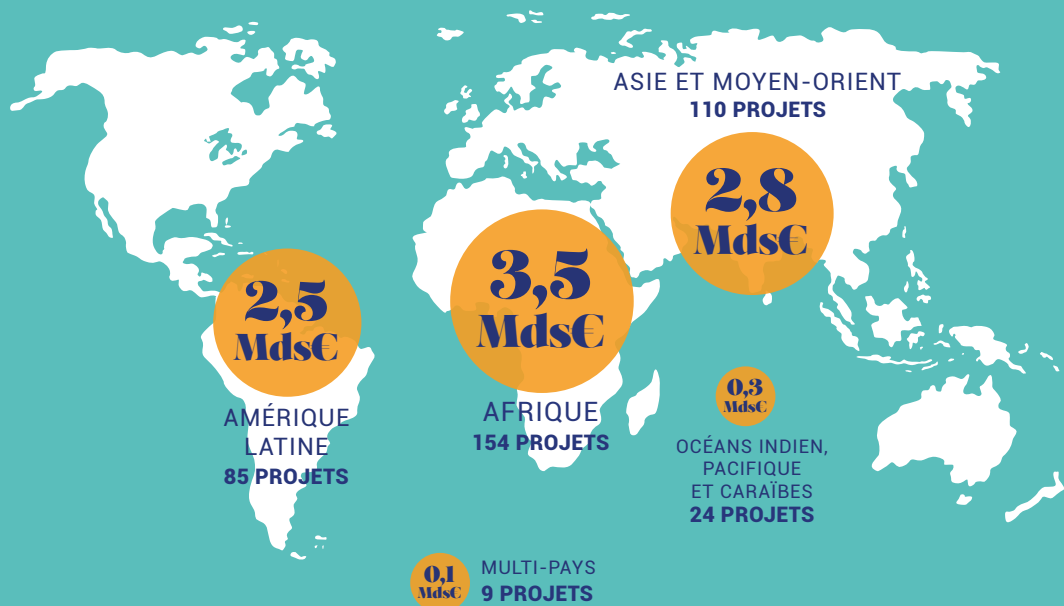 ASIE ET MOYEN-ORIENT
110 PROJETS
2,8
Mds€
2,5
Mds€
AMÉRIQUE
LATINE
85 PROJETS
3,5
Mds€
AFRIQUE
154 PROJETS
0,3
Mds€
OCÉANS INDIEN,
PACIFIQUE
ET CARAÏBES
24 PROJETS
0,1
Mds€
MULTI-PAYS
9 PROJETS